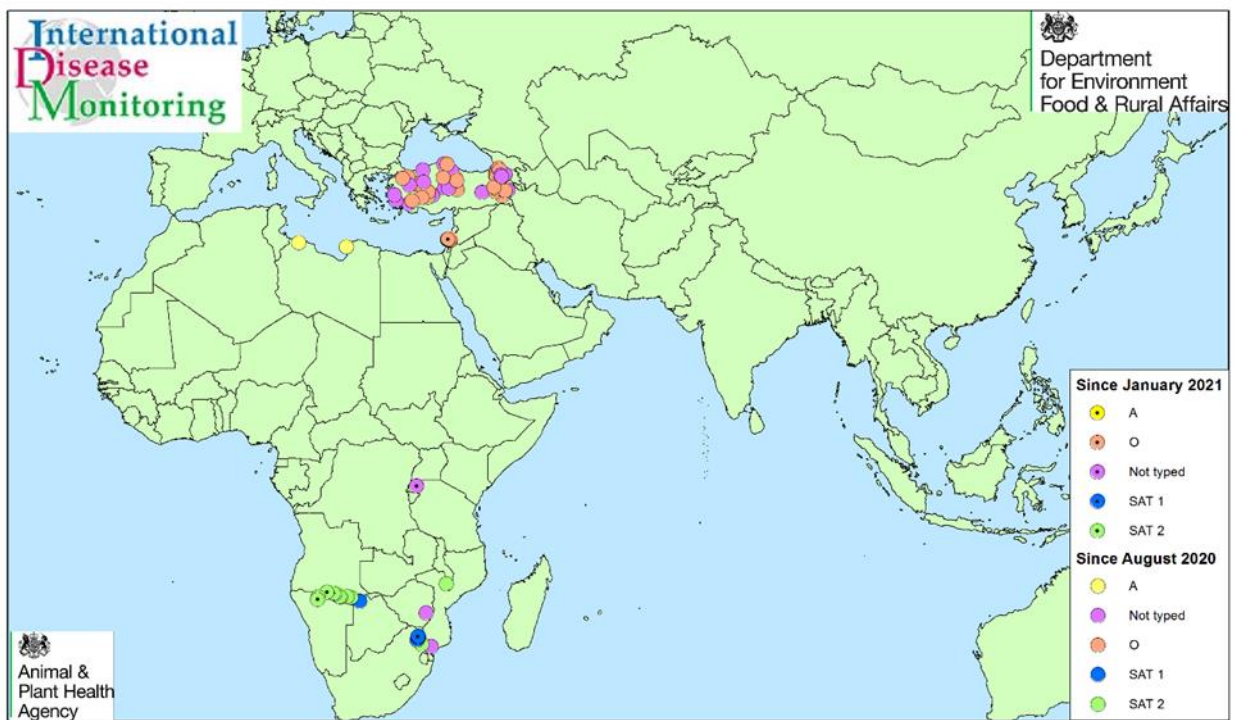 International
Disease
Monitoring
Department
for Environment
Food & Rural Affairs
Since January 2021
A
O
Not typed
SAT 1
SAT 2
Since August 2020
A
Not typed
O
SAT 1
SAT 2
Animal &
Plant Health
Agency